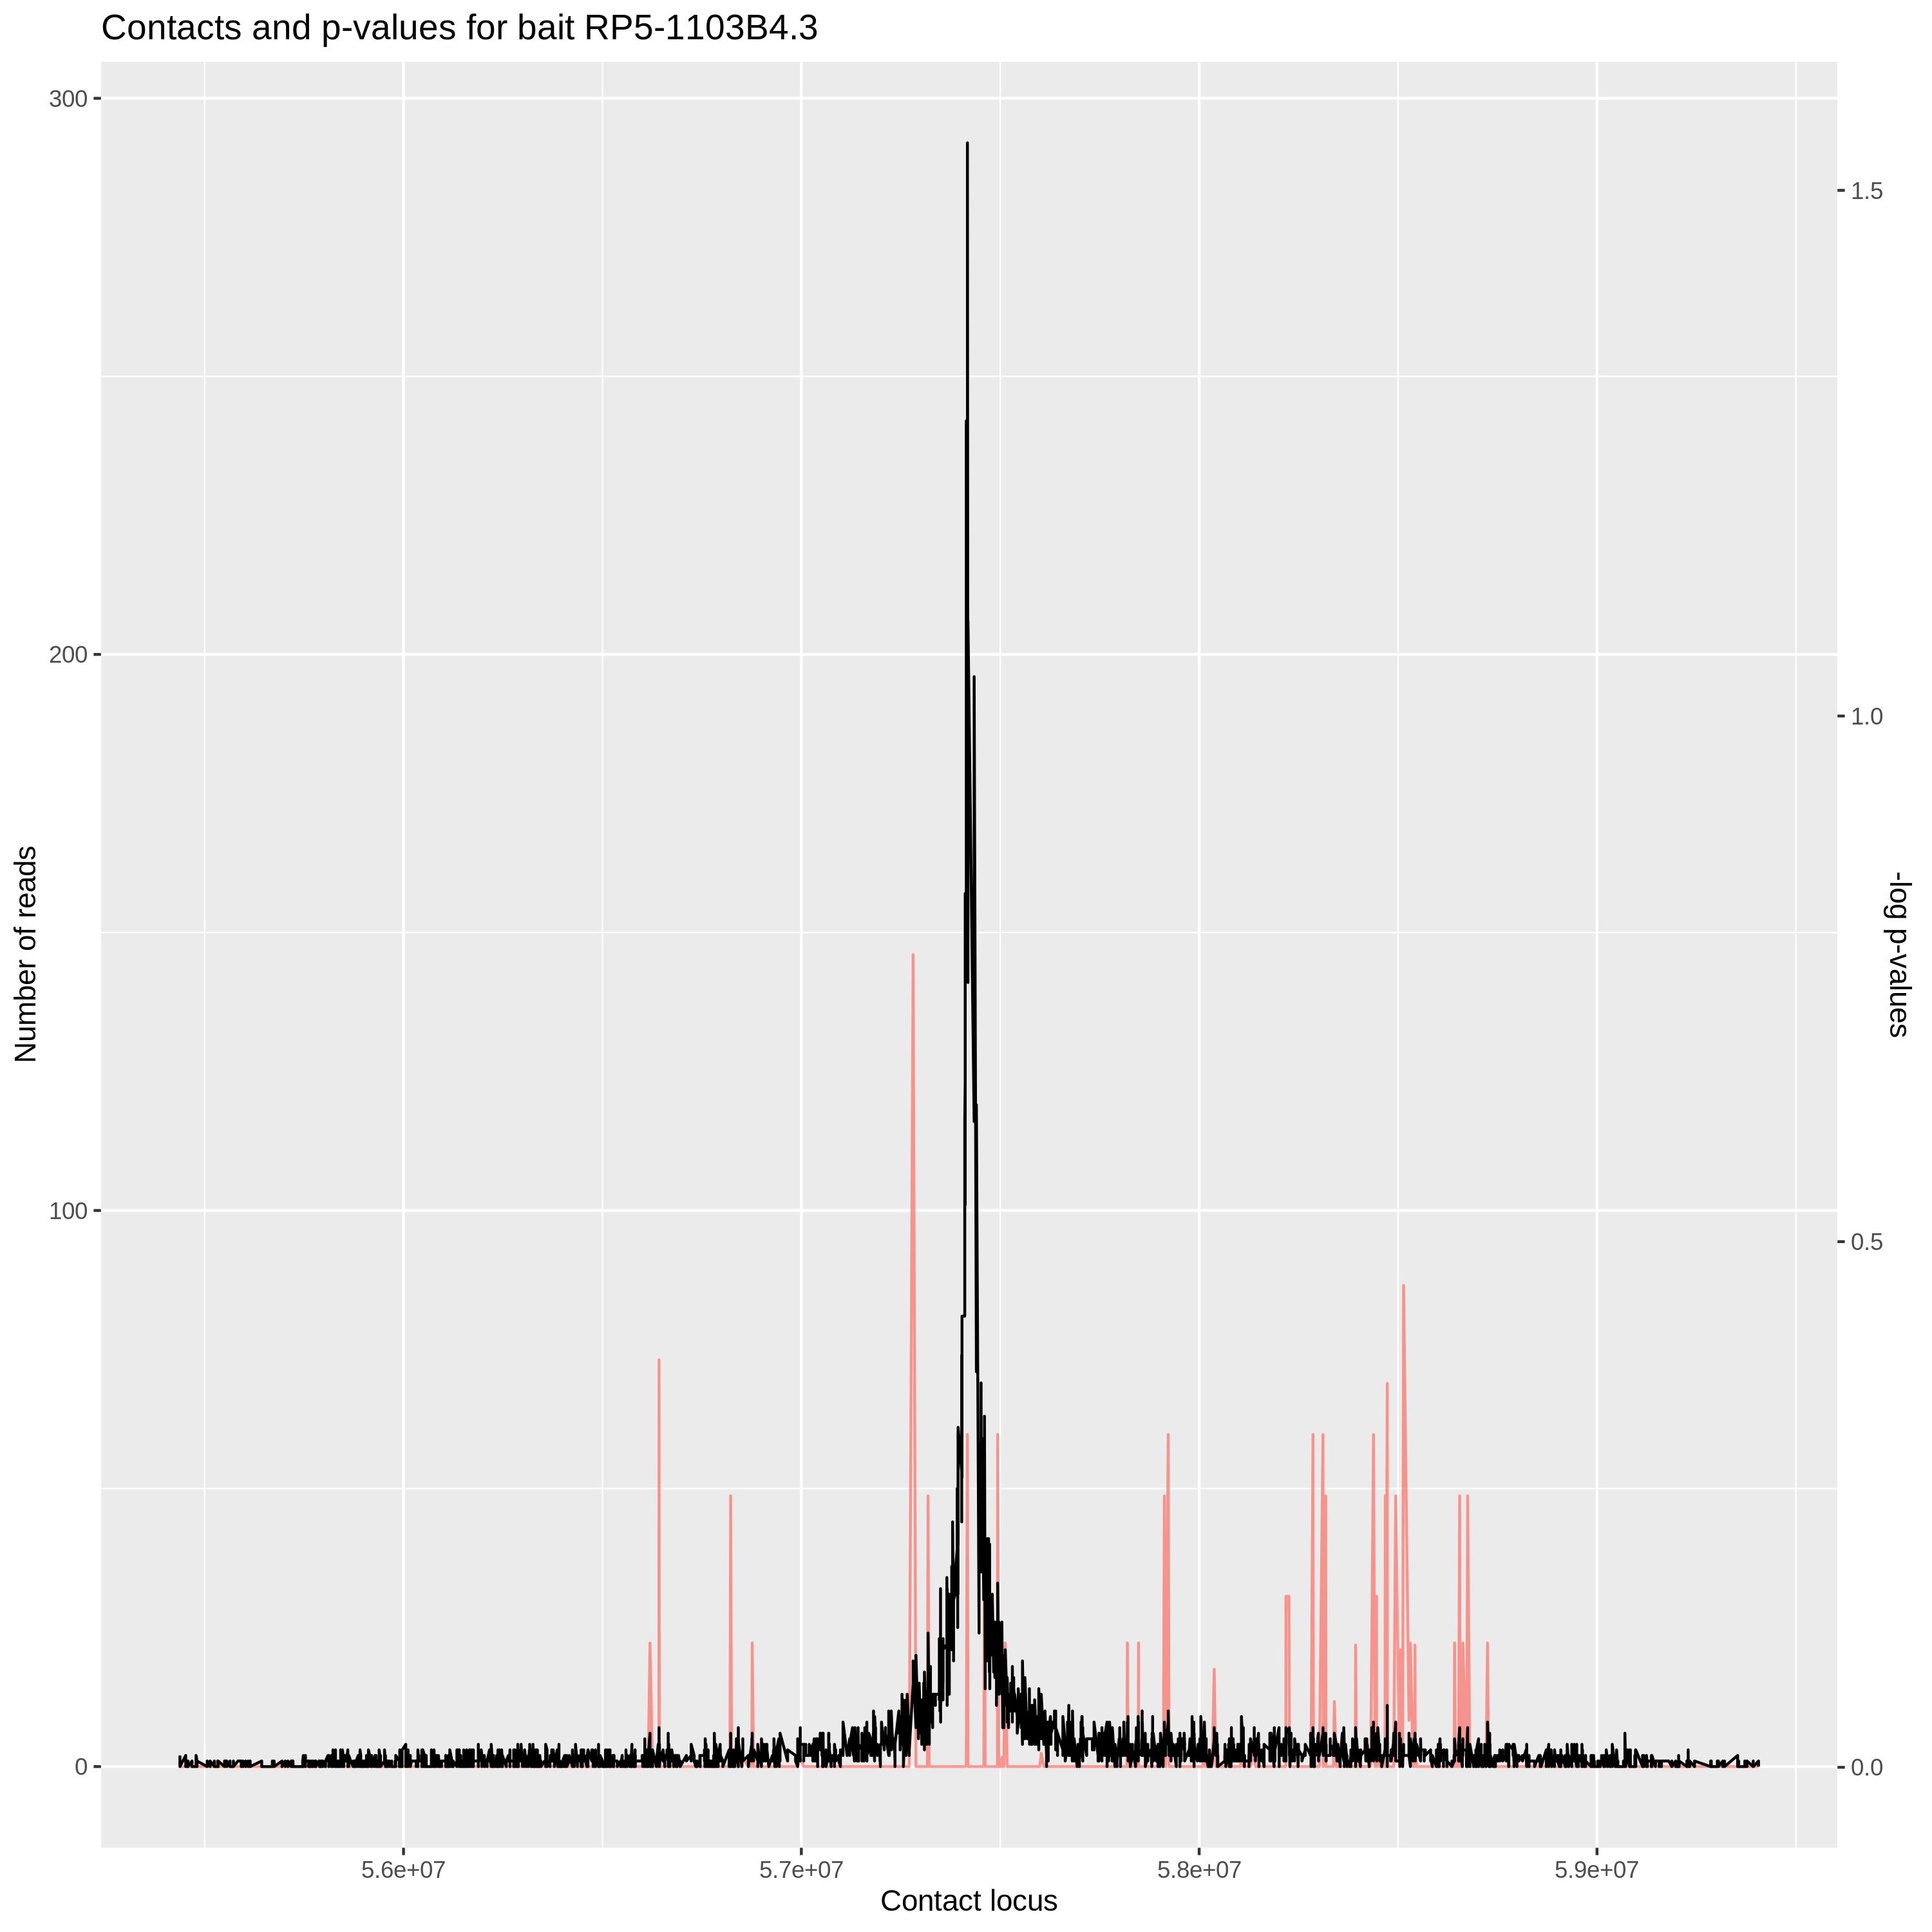 Contacts and p-values for bait RP5-1103B4.3
300
200
100
0
Number of reads
1.5
1.0
0.5
0.0
-log p-values
5.6e+07 5.7e+07 5.8e+07 5.9e+07
Contact locus